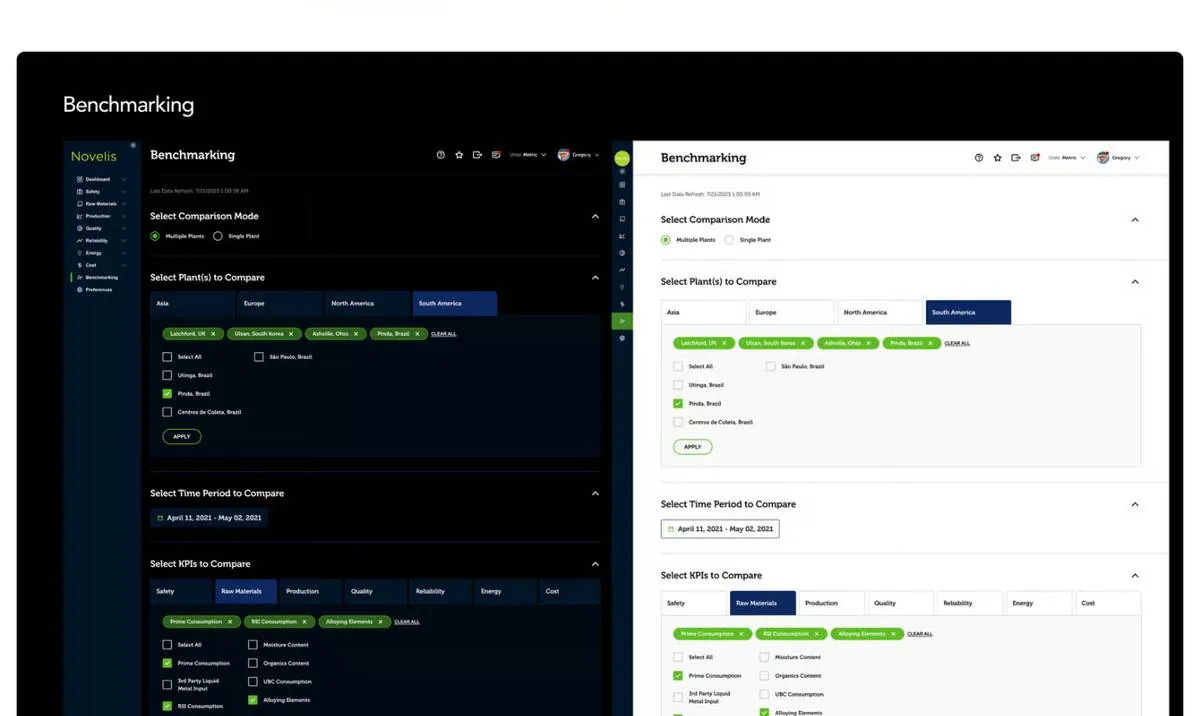 Benchmarking
Novelis
Dashboard
Safety
Raw Materials
Production
Quality
Reliability
Energy
Cost
Benchmarking
Preferences
Benchmarking
Units: Metric
Gregory
Last Data Refresh: 7/21/2023 1:00:59 AM
Select Comparison Mode
Multiple Plants Single Plant
Select Plant(s) to Compare
Asia Europe North America South America
Latchford, UK Ulsan, South Korea Ashville, Ohio Pinda, Brazil CLEAR ALL
Select All São Paulo, Brazil
Utinga, Brazil
Pinda, Brazil
Centros de Coleta, Brazil
APPLY
Select Time Period to Compare
April 11, 2021 - May 02, 2021
Select KPIs to Compare
Safety Raw Materials Production Quality Reliability Energy Cost
Prime Consumption RSI Consumption Alloying Elements CLEAR ALL
Select All Moisture Content
Prime Consumption Organics Content
3rd Party Liquid
Metal Input
UBC Consumption
RSI Consumption Alloying Elements
Benchmarking
Units: Metric
Gregory
Last Data Refresh: 7/21/2023 1:00:59 AM
Select Comparison Mode
Multiple Plants Single Plant
Select Plant(s) to Compare
Asia Europe North America South America
Latchford, UK Ulsan, South Korea Ashville, Ohio Pinda, Brazil CLEAR ALL
Select All São Paulo, Brazil
Utinga, Brazil
Pinda, Brazil
Centros de Coleta, Brazil
APPLY
Select Time Period to Compare
April 11, 2021 - May 02, 2021
Select KPIs to Compare
Safety Raw Materials Production Quality Reliability Energy Cost
Prime Consumption RSI Consumption Alloying Elements CLEAR ALL
Select All Moisture Content
Prime Consumption Organics Content
3rd Party Liquid
Metal Input
UBC Consumption
Alloying Elements